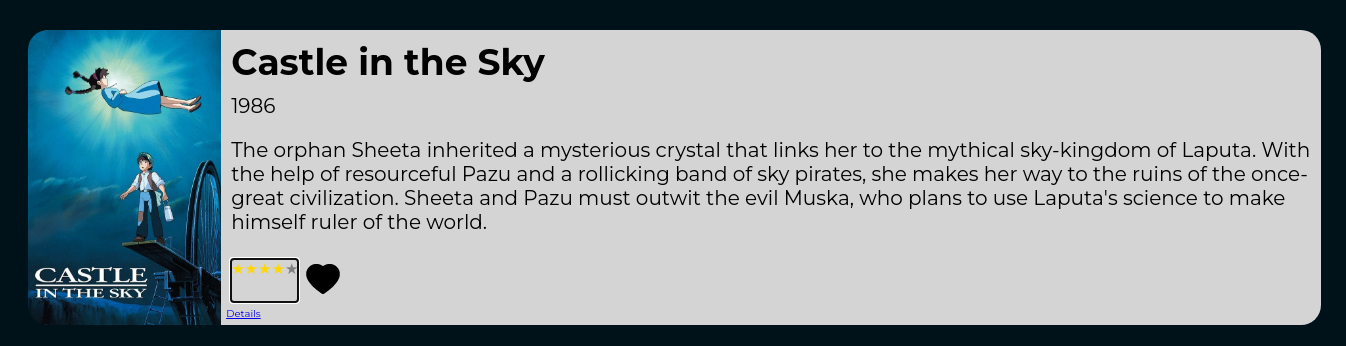 Castle in the Sky
1986
The orphan Sheeta inherited a mysterious crystal that links her to the mythical sky-kingdom of Laputa. With
the help of resourceful Pazu and a rollicking band of sky pirates, she makes her way to the ruins of the once-
great civilization. Sheeta and Pazu must outwit the evil Muska, who plans to use Laputa's science to make
himself ruler of the world.
CASTLE
IN THE SKY
Details